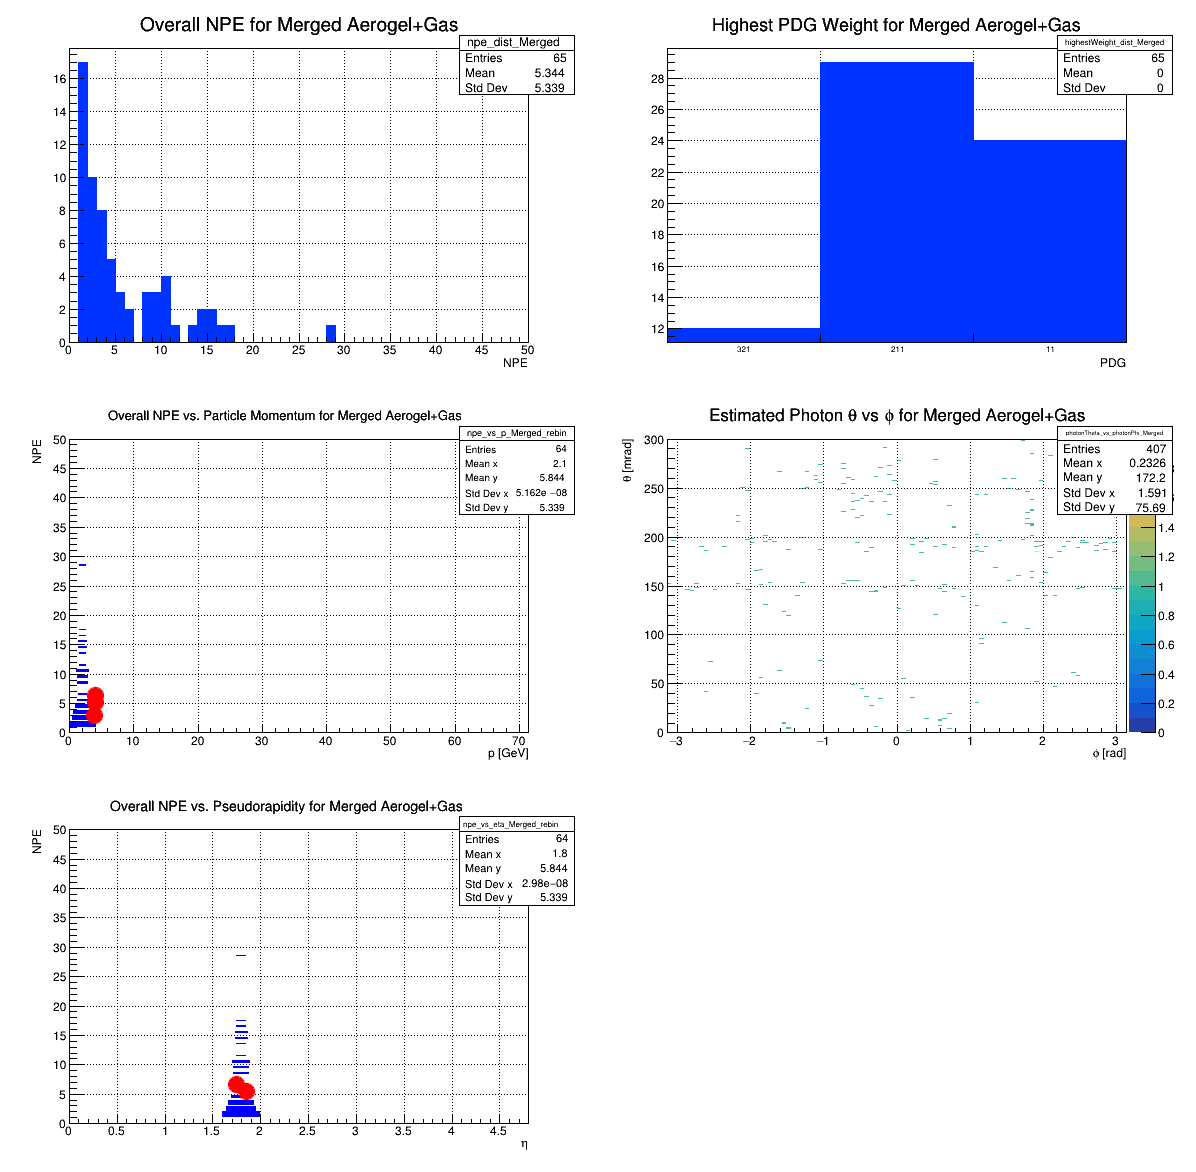 Overall NPE for Merged Aerogel+Gas
npe_dist_Merged
Entries 65
Mean 5.344
Std Dev 5.339
16
14
12
10
8
6
4
2
0
0 5 10 15 20 25 30 35 40 45 50
NPE
Highest PDG Weight for Merged Aerogel+Gas
highestWeight_dist_Merged
Entries 65
Mean 0
Std Dev 0
28
26
24
22
20
18
16
14
12
321 211 11
PDG
Overall NPE vs. Particle Momentum for Merged Aerogel+Gas
npe_vs_p_Merged_rebin
Entries 64
Mean x 2.1
Mean y 5.844
Std Dev x 5.162e −08
Std Dev y 5.339
NPE
50
45
40
35
30
25
20
15
10
5
0
0 10 20 30 40 50 60 70
p [GeV]
Estimated Photon θ vs ϕ for Merged Aerogel+Gas
photonTheta_vs_photonPhi_Merged
Entries 407
Mean x 0.2326
Mean y 172.2
Std Dev x 1.591
Std Dev y 75.69
θ [mrad]
300
250
200
150
100
50
0
−3 −2 −1 0 1 2 3
ϕ [rad]
1.4
1.2
1
0.8
0.6
0.4
0.2
0
Overall NPE vs. Pseudorapidity for Merged Aerogel+Gas
npe_vs_eta_Merged_rebin
Entries 64
Mean x 1.8
Mean y 5.844
Std Dev x 2.98e−08
Std Dev y 5.339
NPE
50
45
40
35
30
25
20
15
10
5
0
0 0.5 1 1.5 2 2.5 3 3.5 4 4.5
η